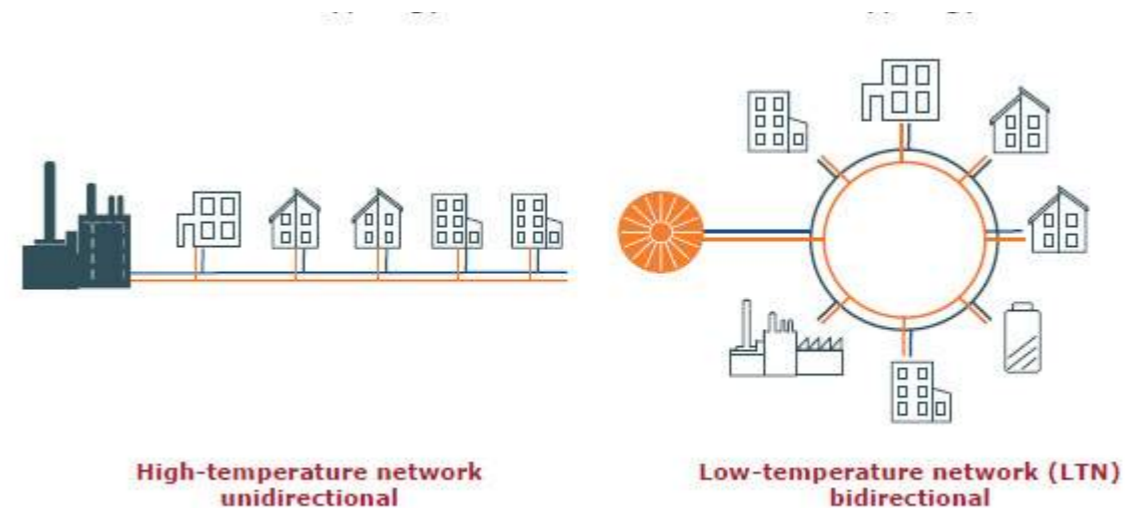 High-temperature network
unidirectional
Low-temperature network (LTN)
bidirectional